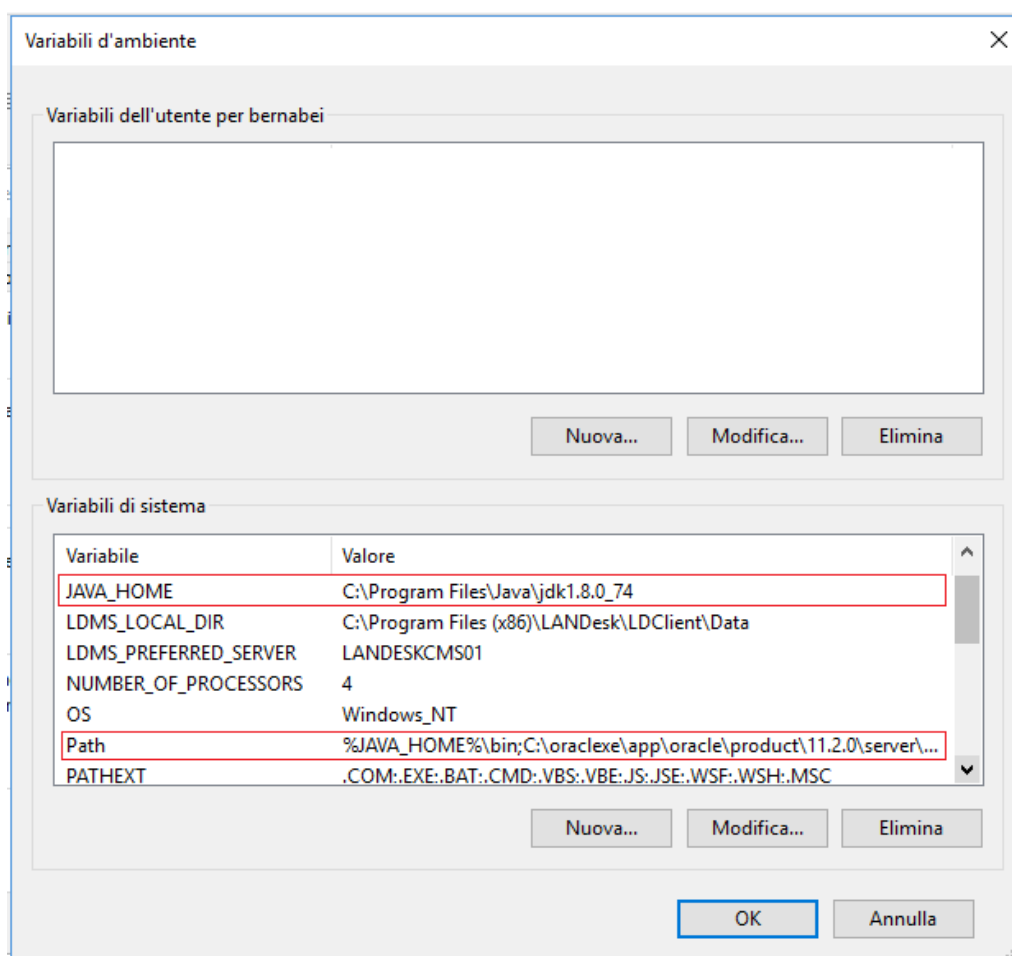 Variabili d'ambiente
Variabili dell'utente per bernabei
Nuova...
Modifica...
Elimina
Variabili di sistema
Variabile Valore
JAVA_HOME C:\Program Files\Java\jdk1.8.0_74
LDMS_LOCAL_DIR C:\Program Files (x86)\LANDesk\LDClient\Data
LDMS_PREFERRED_SERVER LANDESKCMS01
NUMBER_OF_PROCESSORS 4
OS Windows_NT
Path %JAVA_HOME%\bin;C:\oraclexe\app\oracle\product\11.2.0\server\...
PATHEXT .COM;.EXE;.BAT;.CMD;.VBS;.VBE;.JS;.JSE;.WSF;.WSH;.MSC
Nuova...
Modifica...
Elimina
OK
Annulla